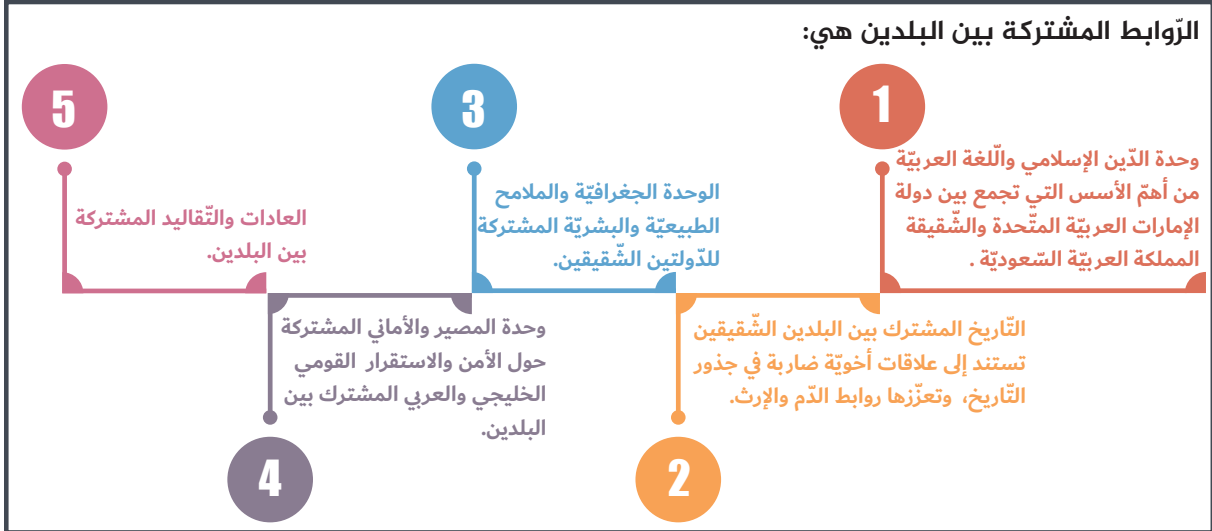 الرّوابط المشتركة بين البلدين هي:
1
وحدة الدّين الإسلامي والّلغة العربيّة
من أهمّ الأسس التي تجمع بين دولة
الإمارات العربيّة المتّحدة والشّقيقة
المملكة العربيّة السّعوديّة .
2
التّاريخ المشترك بين البلدين الشّقيقين
تستند إلى علاقات أخويّة ضاربة في جذور
التّاريخ، وتعزّزها روابط الدّم والإرث.
3
الوحدة الجغرافيّة والملامح
الطبيعيّة والبشريّة المشتركة
للدّولتين الشّقيقين.
4
وحدة المصير والأماني المشتركة
حول الأمن والاستقرار القومي
الخليجي والعربي المشترك بين
البلدين.
5
العادات والتّقاليد المشتركة
بين البلدين.